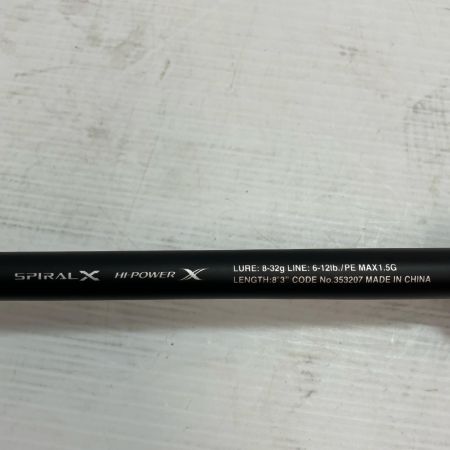 SPIRAL X HI-POWER X
LURE: 8-32g LINE: 6-12lb./PE MAX1.5G
LENGTH:8'3" CODE No.353207 MADE IN CHINA